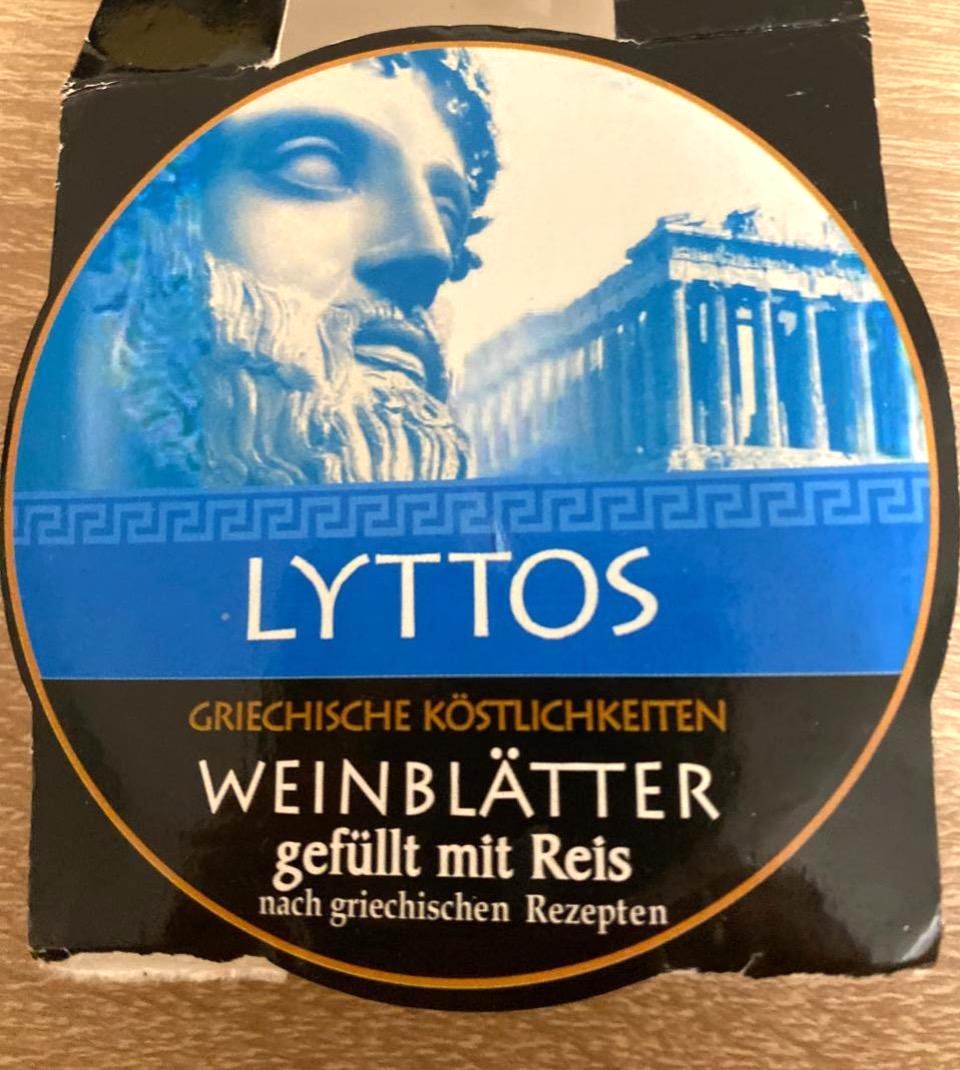 LYTTOS
GRIECHISCHE KÖSTLICHKEITEN
WEINBLÄTTER
gefüllt mit Reis
nach griechischen Rezepten